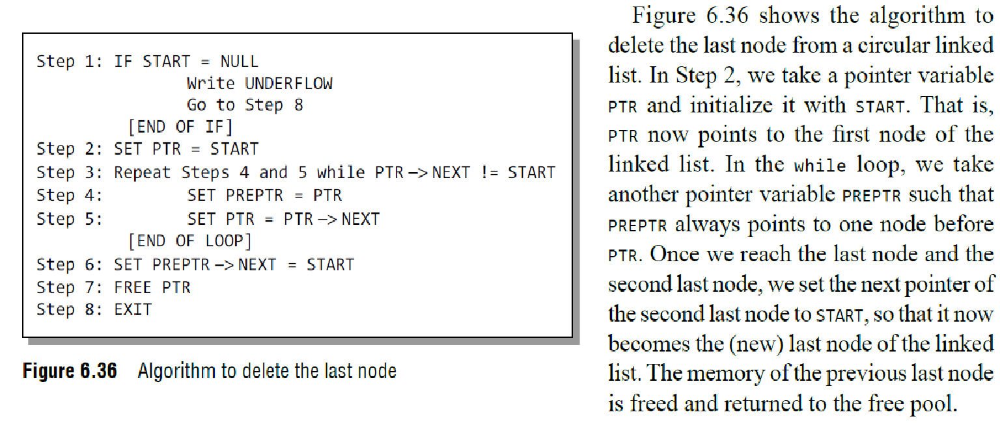 Step 1: IF START = NULL
Write UNDERFLOW
Go to Step 8
[END OF IF]
Step 2: SET PTR = START
Step 3: Repeat Steps 4 and 5 while PTR -> NEXT != START
Step 4: SET PREPTR = PTR
Step 5: SET PTR = PTR -> NEXT
[END OF LOOP]
Step 6: SET PREPTR -> NEXT = START
Step 7: FREE PTR
Step 8: EXIT
Figure 6.36 Algorithm to delete the last node
Figure 6.36 shows the algorithm to
delete the last node from a circular linked
list. In Step 2, we take a pointer variable
PTR and initialize it with START. That is,
PTR now points to the first node of the
linked list. In the while loop, we take
another pointer variable PREPTR such that
PREPTR always points to one node before
PTR. Once we reach the last node and the
second last node, we set the next pointer of
the second last node to START, so that it now
becomes the (new) last node of the linked
list. The memory of the previous last node
is freed and returned to the free pool.